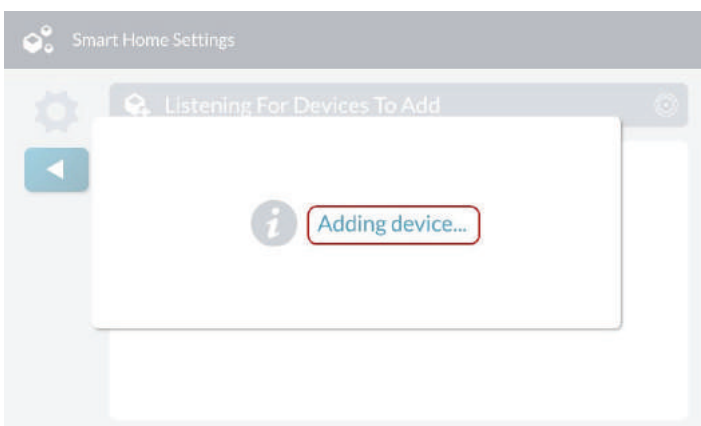 Smart Home Settings
Listening For Devices To Add
Adding device...